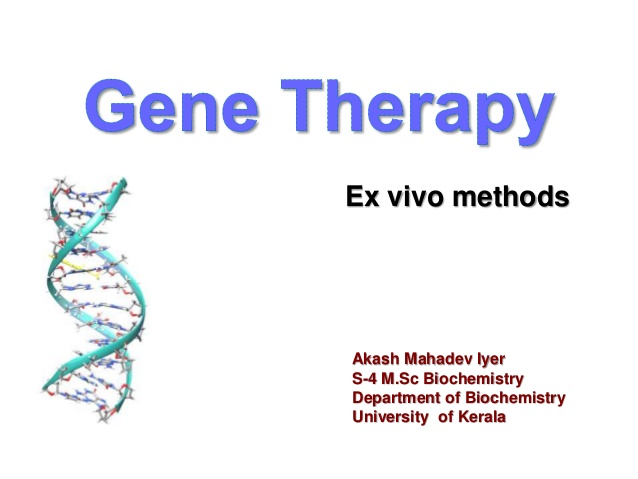 Gene Therapy
Ex vivo methods
Akash Mahadev Iyer
S-4 M.Sc Biochemistry
Department of Biochemistry
University of Kerala